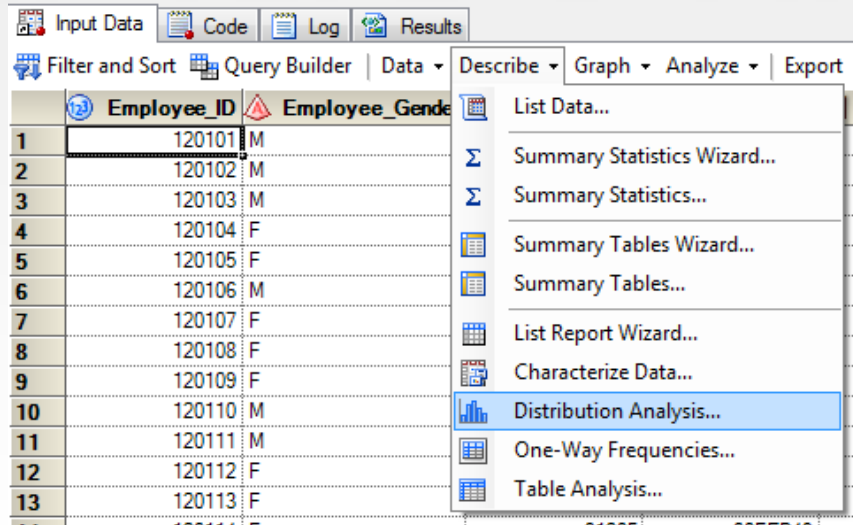 Input Data Code Log Results
Filter and Sort Query Builder Data Describe Graph Analyze Export
123 Employee_ID A Employee_Gende
List Data...
1 120101 M
2 120102 M
Summary Statistics Wizard...
3 120103 M
Summary Statistics...
4 120104 F
Summary Tables Wizard...
5 120105 F
6 120106 M
Summary Tables...
7 120107 F
List Report Wizard...
8 120108 F
9 120109 F
Characterize Data...
10 120110 M
Distribution Analysis...
11 120111 M
One-Way Frequencies...
12 120112 F
13 120113 F
Table Analysis...